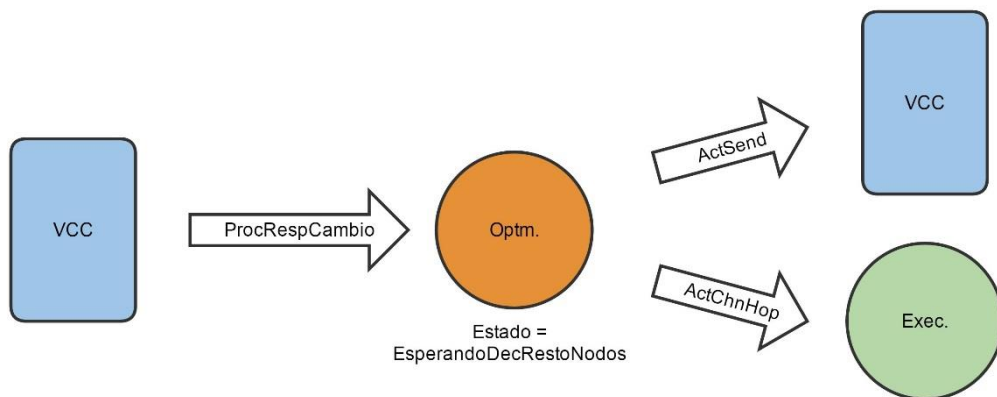 VCC
ProcRespCambio
Optm.
Estado =
EsperandoDecRestoNodos
ActSend
VCC
ActChnHop
Exec.